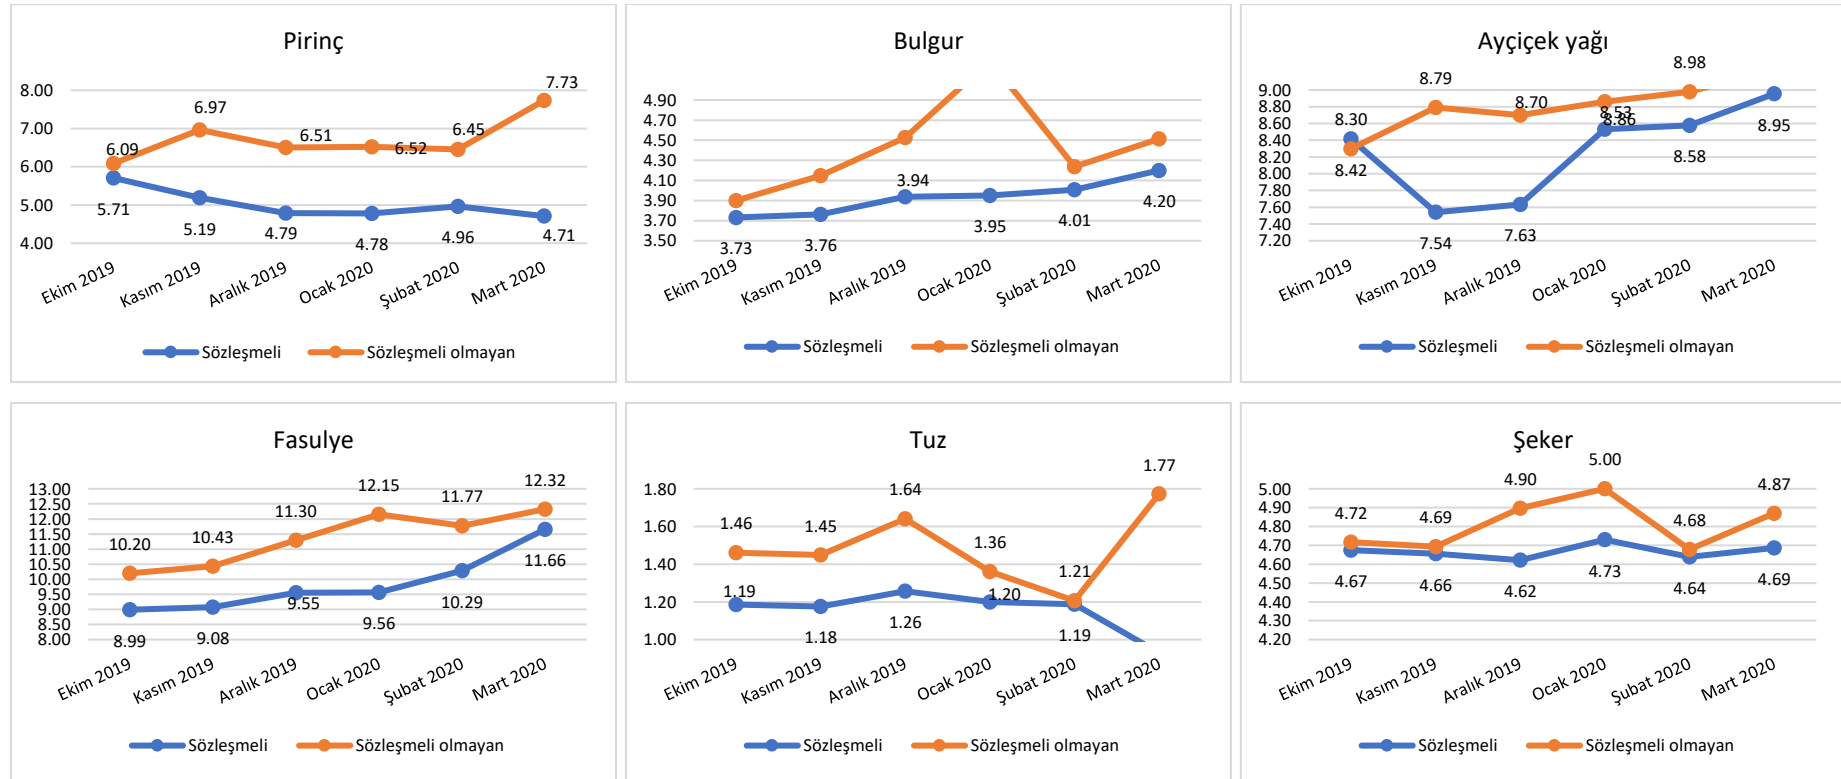 Pirinç
8.00
7.00
6.00
5.00
4.00
6.09
6.97
6.51
6.52
6.45
7.73
5.71
5.19
4.79
4.78
4.96
4.71
Ekim 2019
Kasım 2019
Aralık 2019
Ocak 2020
Şubat 2020
Mart 2020
Sözleşmeli
Sözleşmeli olmayan
Bulgur
4.90
4.70
4.50
4.30
4.10
3.90
3.70
3.50
3.73
3.76
3.94
3.95
4.01
4.20
Ekim 2019
Kasım 2019
Aralık 2019
Ocak 2020
Şubat 2020
Mart 2020
Sözleşmeli
Sözleşmeli olmayan
Ayçiçek yağı
9.00
8.80
8.60
8.40
8.20
8.00
7.80
7.60
7.40
7.20
8.30
8.79
8.70
8.86
8.98
8.42
7.54
7.63
8.53
8.58
8.95
Ekim 2019
Kasım 2019
Aralık 2019
Ocak 2020
Şubat 2020
Mart 2020
Sözleşmeli
Sözleşmeli olmayan
Fasulye
13.00
12.50
12.00
11.50
11.00
10.50
10.00
9.50
9.00
8.50
8.00
10.20
10.43
11.30
12.15
11.77
12.32
8.99
9.08
9.55
9.56
10.29
11.66
Ekim 2019
Kasım 2019
Aralık 2019
Ocak 2020
Şubat 2020
Mart 2020
Sözleşmeli
Sözleşmeli olmayan
Tuz
1.80
1.60
1.40
1.20
1.00
1.46
1.45
1.64
1.36
1.21
1.77
1.19
1.18
1.26
1.20
1.19
Ekim 2019
Kasım 2019
Aralık 2019
Ocak 2020
Şubat 2020
Mart 2020
Sözleşmeli
Sözleşmeli olmayan
Şeker
5.00
4.90
4.80
4.70
4.60
4.50
4.40
4.30
4.20
4.72
4.69
4.90
5.00
4.68
4.87
4.67
4.66
4.62
4.73
4.64
4.69
Ekim 2019
Kasım 2019
Aralık 2019
Ocak 2020
Şubat 2020
Mart 2020
Sözleşmeli
Sözleşmeli olmayan